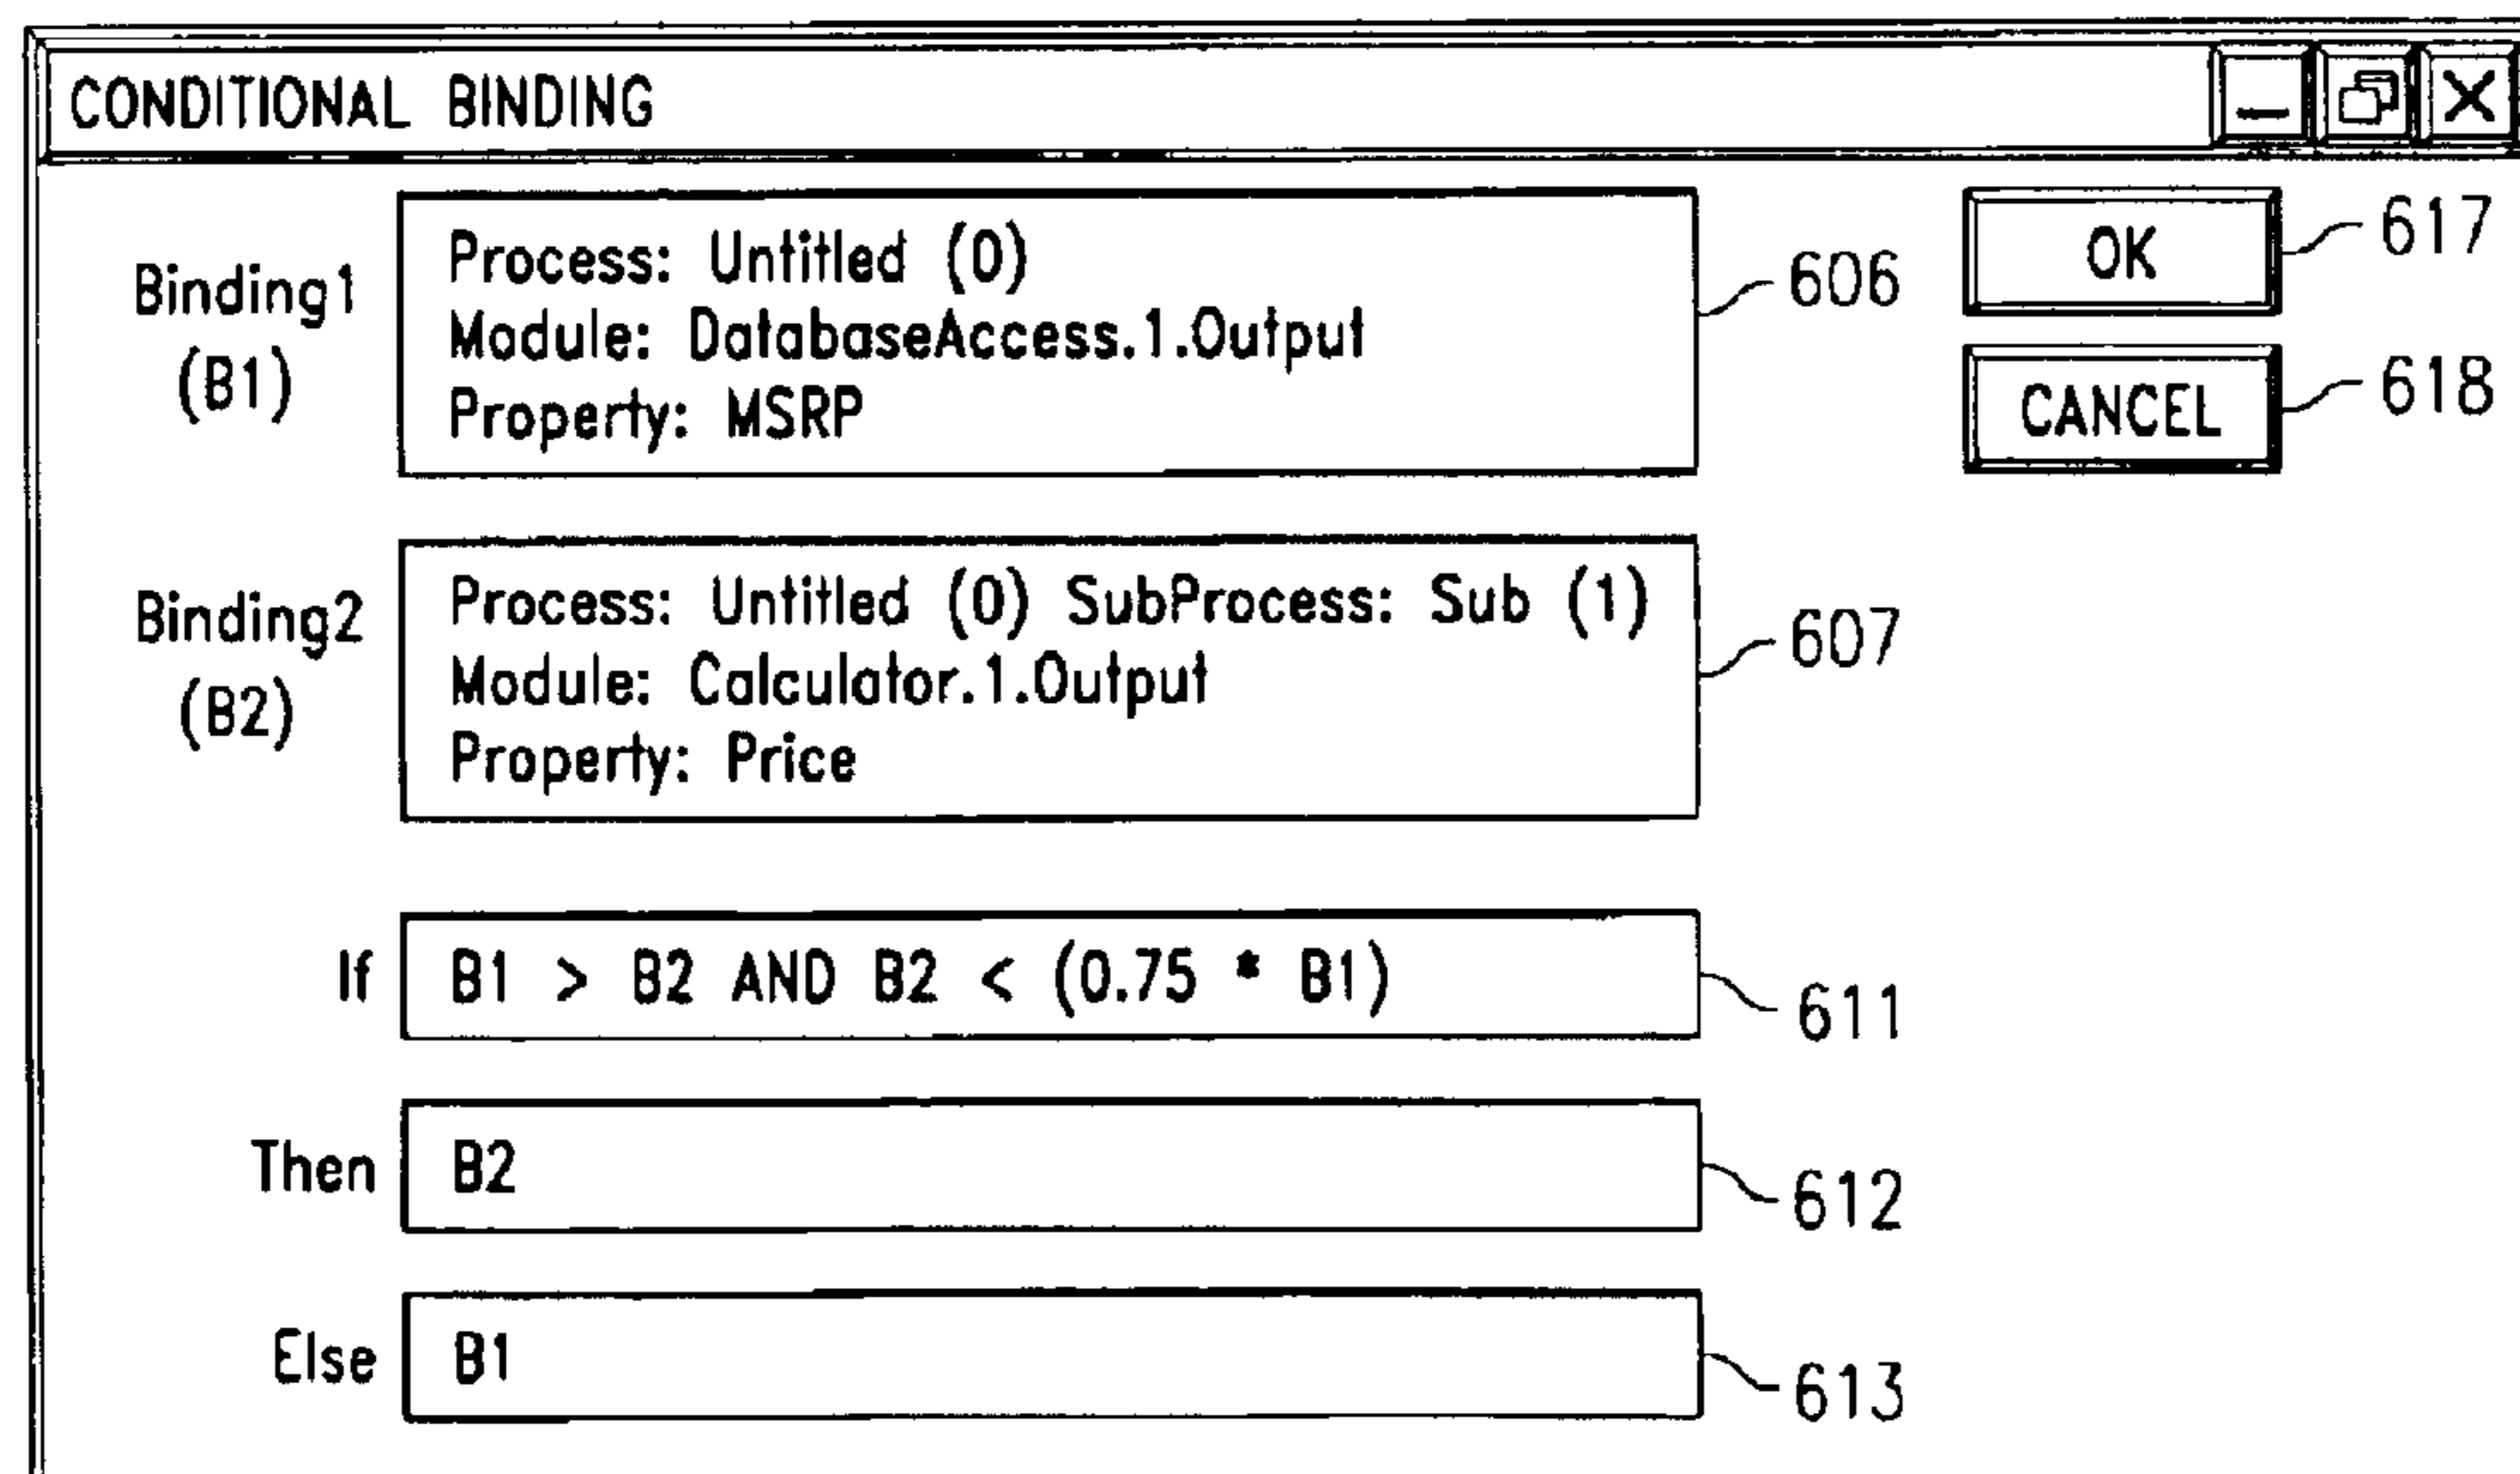 CONDITIONAL BINDING
Binding1
(B1)
Process: Untitled (0)
Module: DatabaseAccess.1.Output
Property: MSRP
606
OK
617
CANCEL
618
Binding2
(B2)
Process: Untitled (0) SubProcess: Sub (1)
Module: Calculator.1.Output
Property: Price
607
If
B1 > B2 AND B2 < (0.75 * B1)
611
Then
B2
612
Else
B1
613